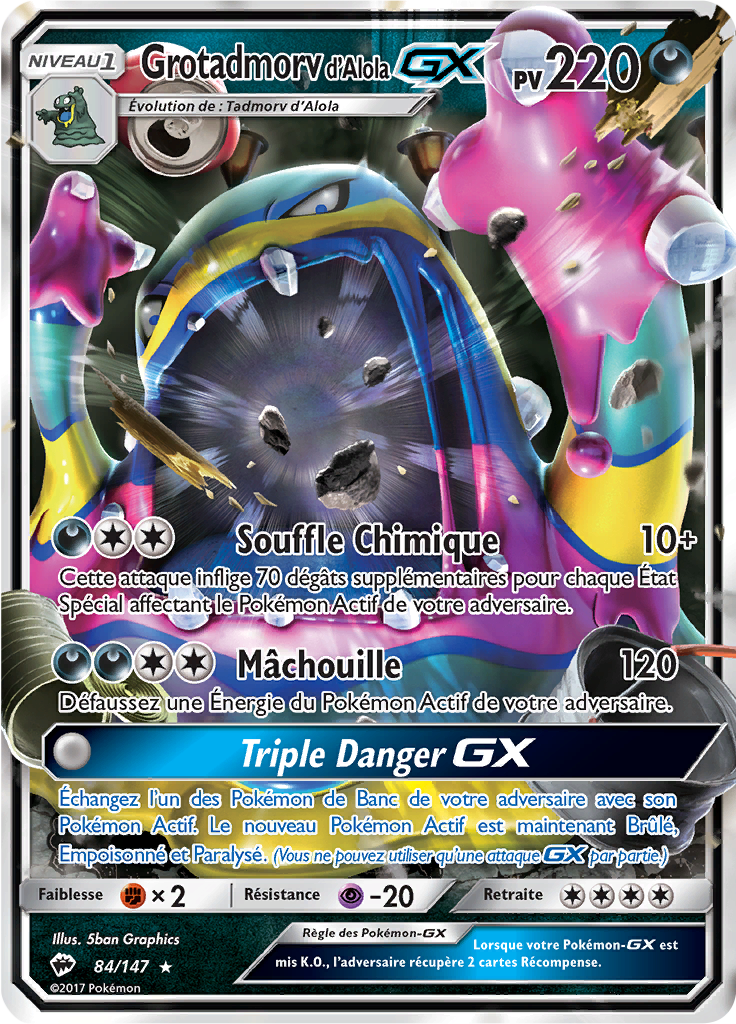 NIVEAU 1
Grotadmorv d'Alola GX
PV 220
Évolution de : Tadmorv d'Alola
Souffle Chimique 10+
Cette attaque inflige 70 dégâts supplémentaires pour chaque État
Spécial affectant le Pokémon Actif de votre adversaire.
Mâchouille 120
Défaussez une Énergie du Pokémon Actif de votre adversaire.
Triple Danger GX
Échangez l'un des Pokémon de Banc de votre adversaire avec son
Pokémon Actif. Le nouveau Pokémon Actif est maintenant Brûlé,
Empoisonné et Paralysé. (Vous ne pouvez utiliser qu'une attaque GX par partie.)
Faiblesse × 2 Résistance -20 Retraite
Illus. 5ban Graphics
84/147
©2017 Pokémon
Règle des Pokémon-GX
Lorsque votre Pokémon-GX est
mis K.O., l'adversaire récupère 2 cartes Récompense.